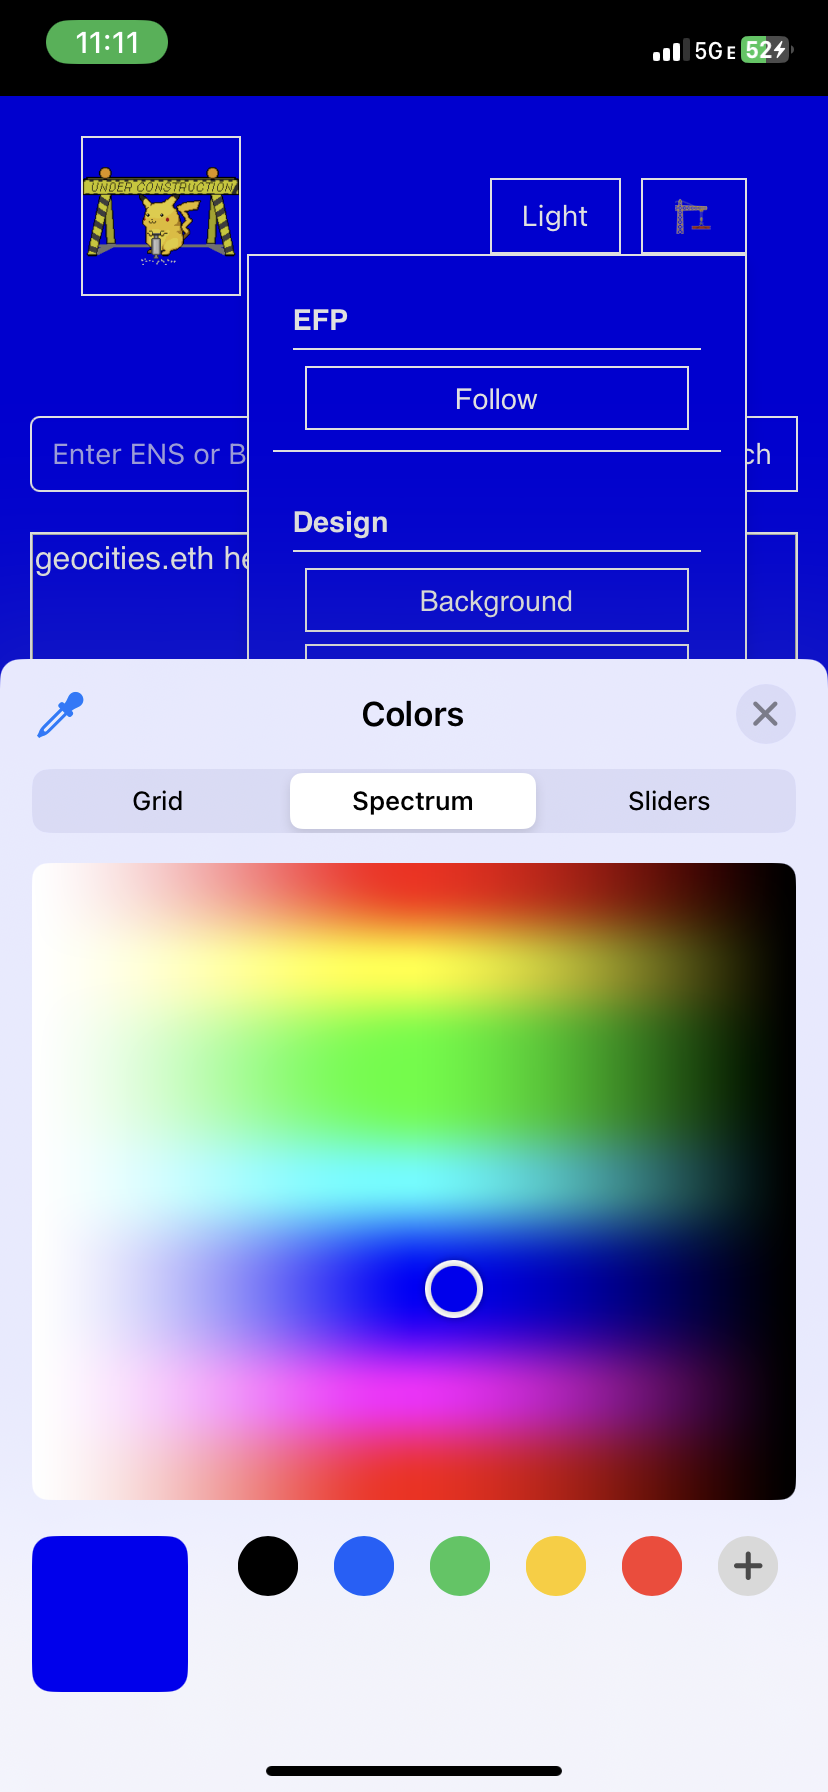 11:11
5G E
52
UNDER CONSTRUCTION
Light
EFP
Follow
Enter ENS or B
ch
Design
geocities.eth he
Background
Colors
Grid
Spectrum
Sliders